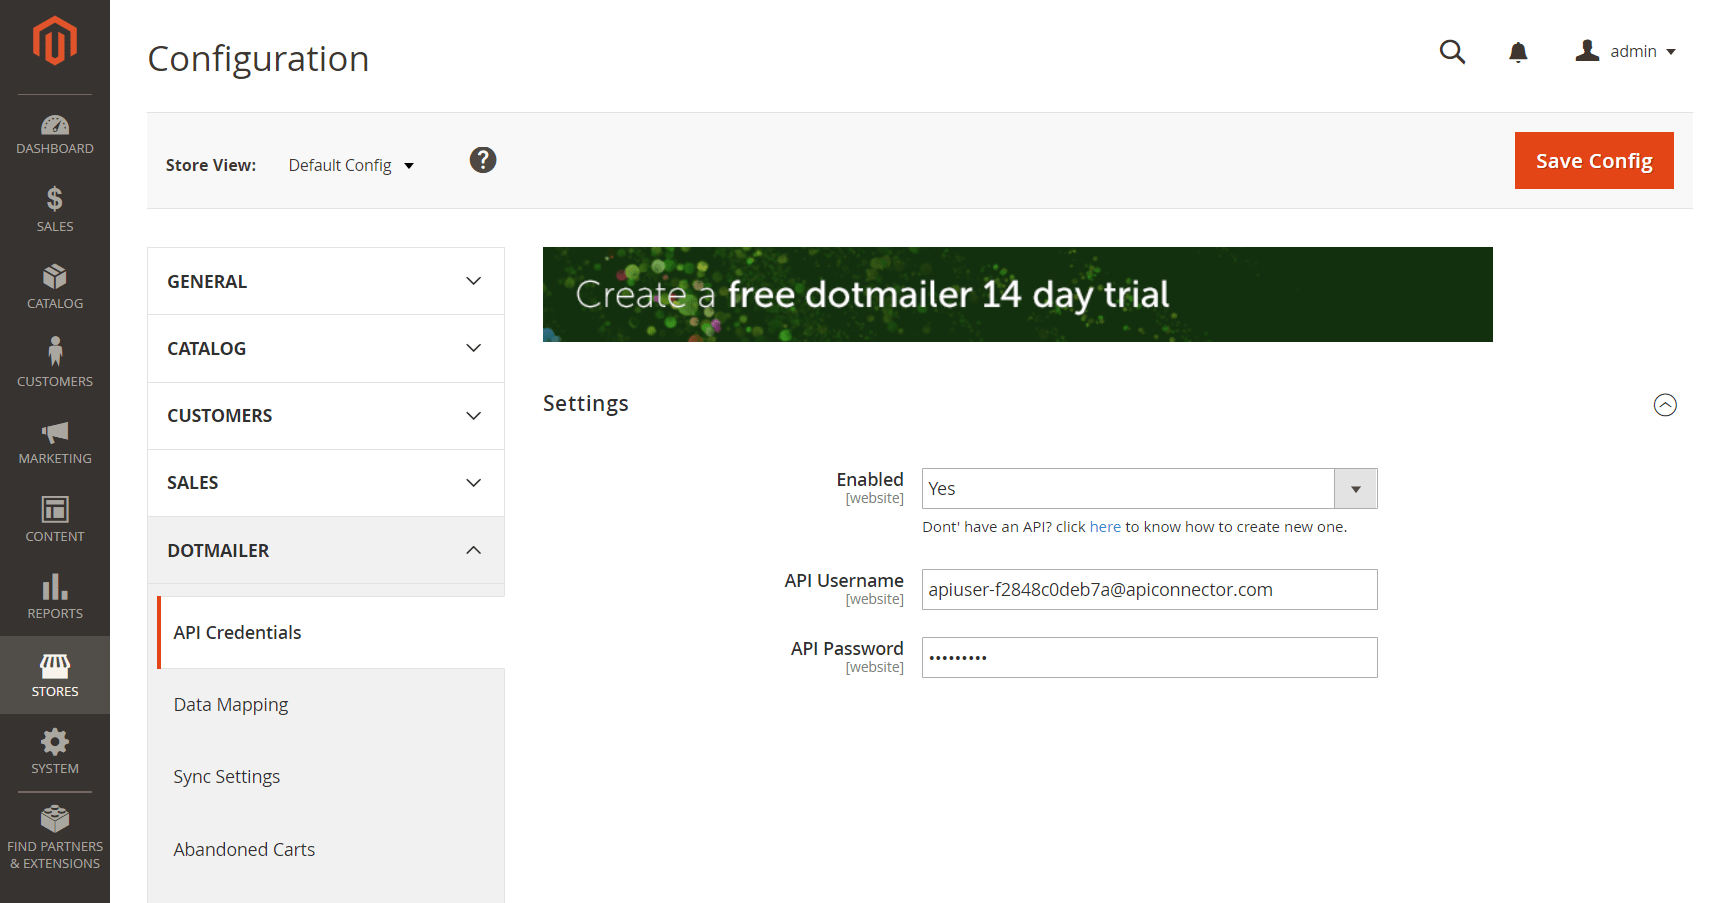 Configuration
admin
Store View: Default Config ?
Save Config
DASHBOARD
$
SALES
CATALOG
CUSTOMERS
MARKETING
CONTENT
REPORTS
STORES
SYSTEM
FIND PARTNERS
& EXTENSIONS
GENERAL
CATALOG
CUSTOMERS
SALES
DOTMAILER
API Credentials
Data Mapping
Sync Settings
Abandoned Carts
Create a free dotmailer 14 day trial
Settings
Enabled
[website]
Yes
Dont' have an API? click here to know how to create new one.
API Username
[website]
apiuser-f2848c0deb7a@apiconnector.com
API Password
[website]
•••••••••